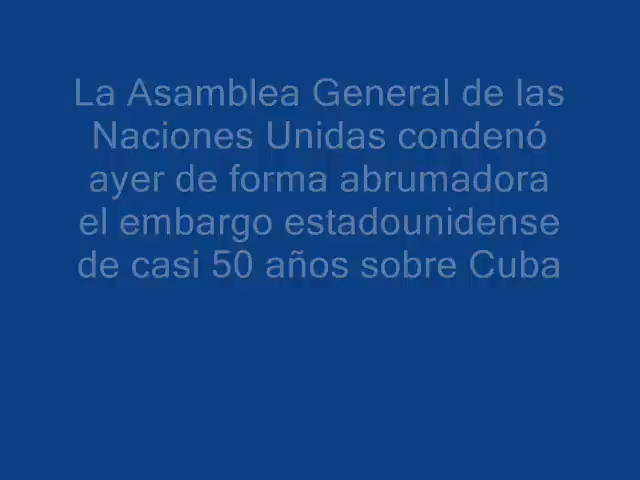 La Asamblea General de las
Naciones Unidas condenó
ayer de forma abrumadora
el embargo estadounidense
de casi 50 años sobre Cuba